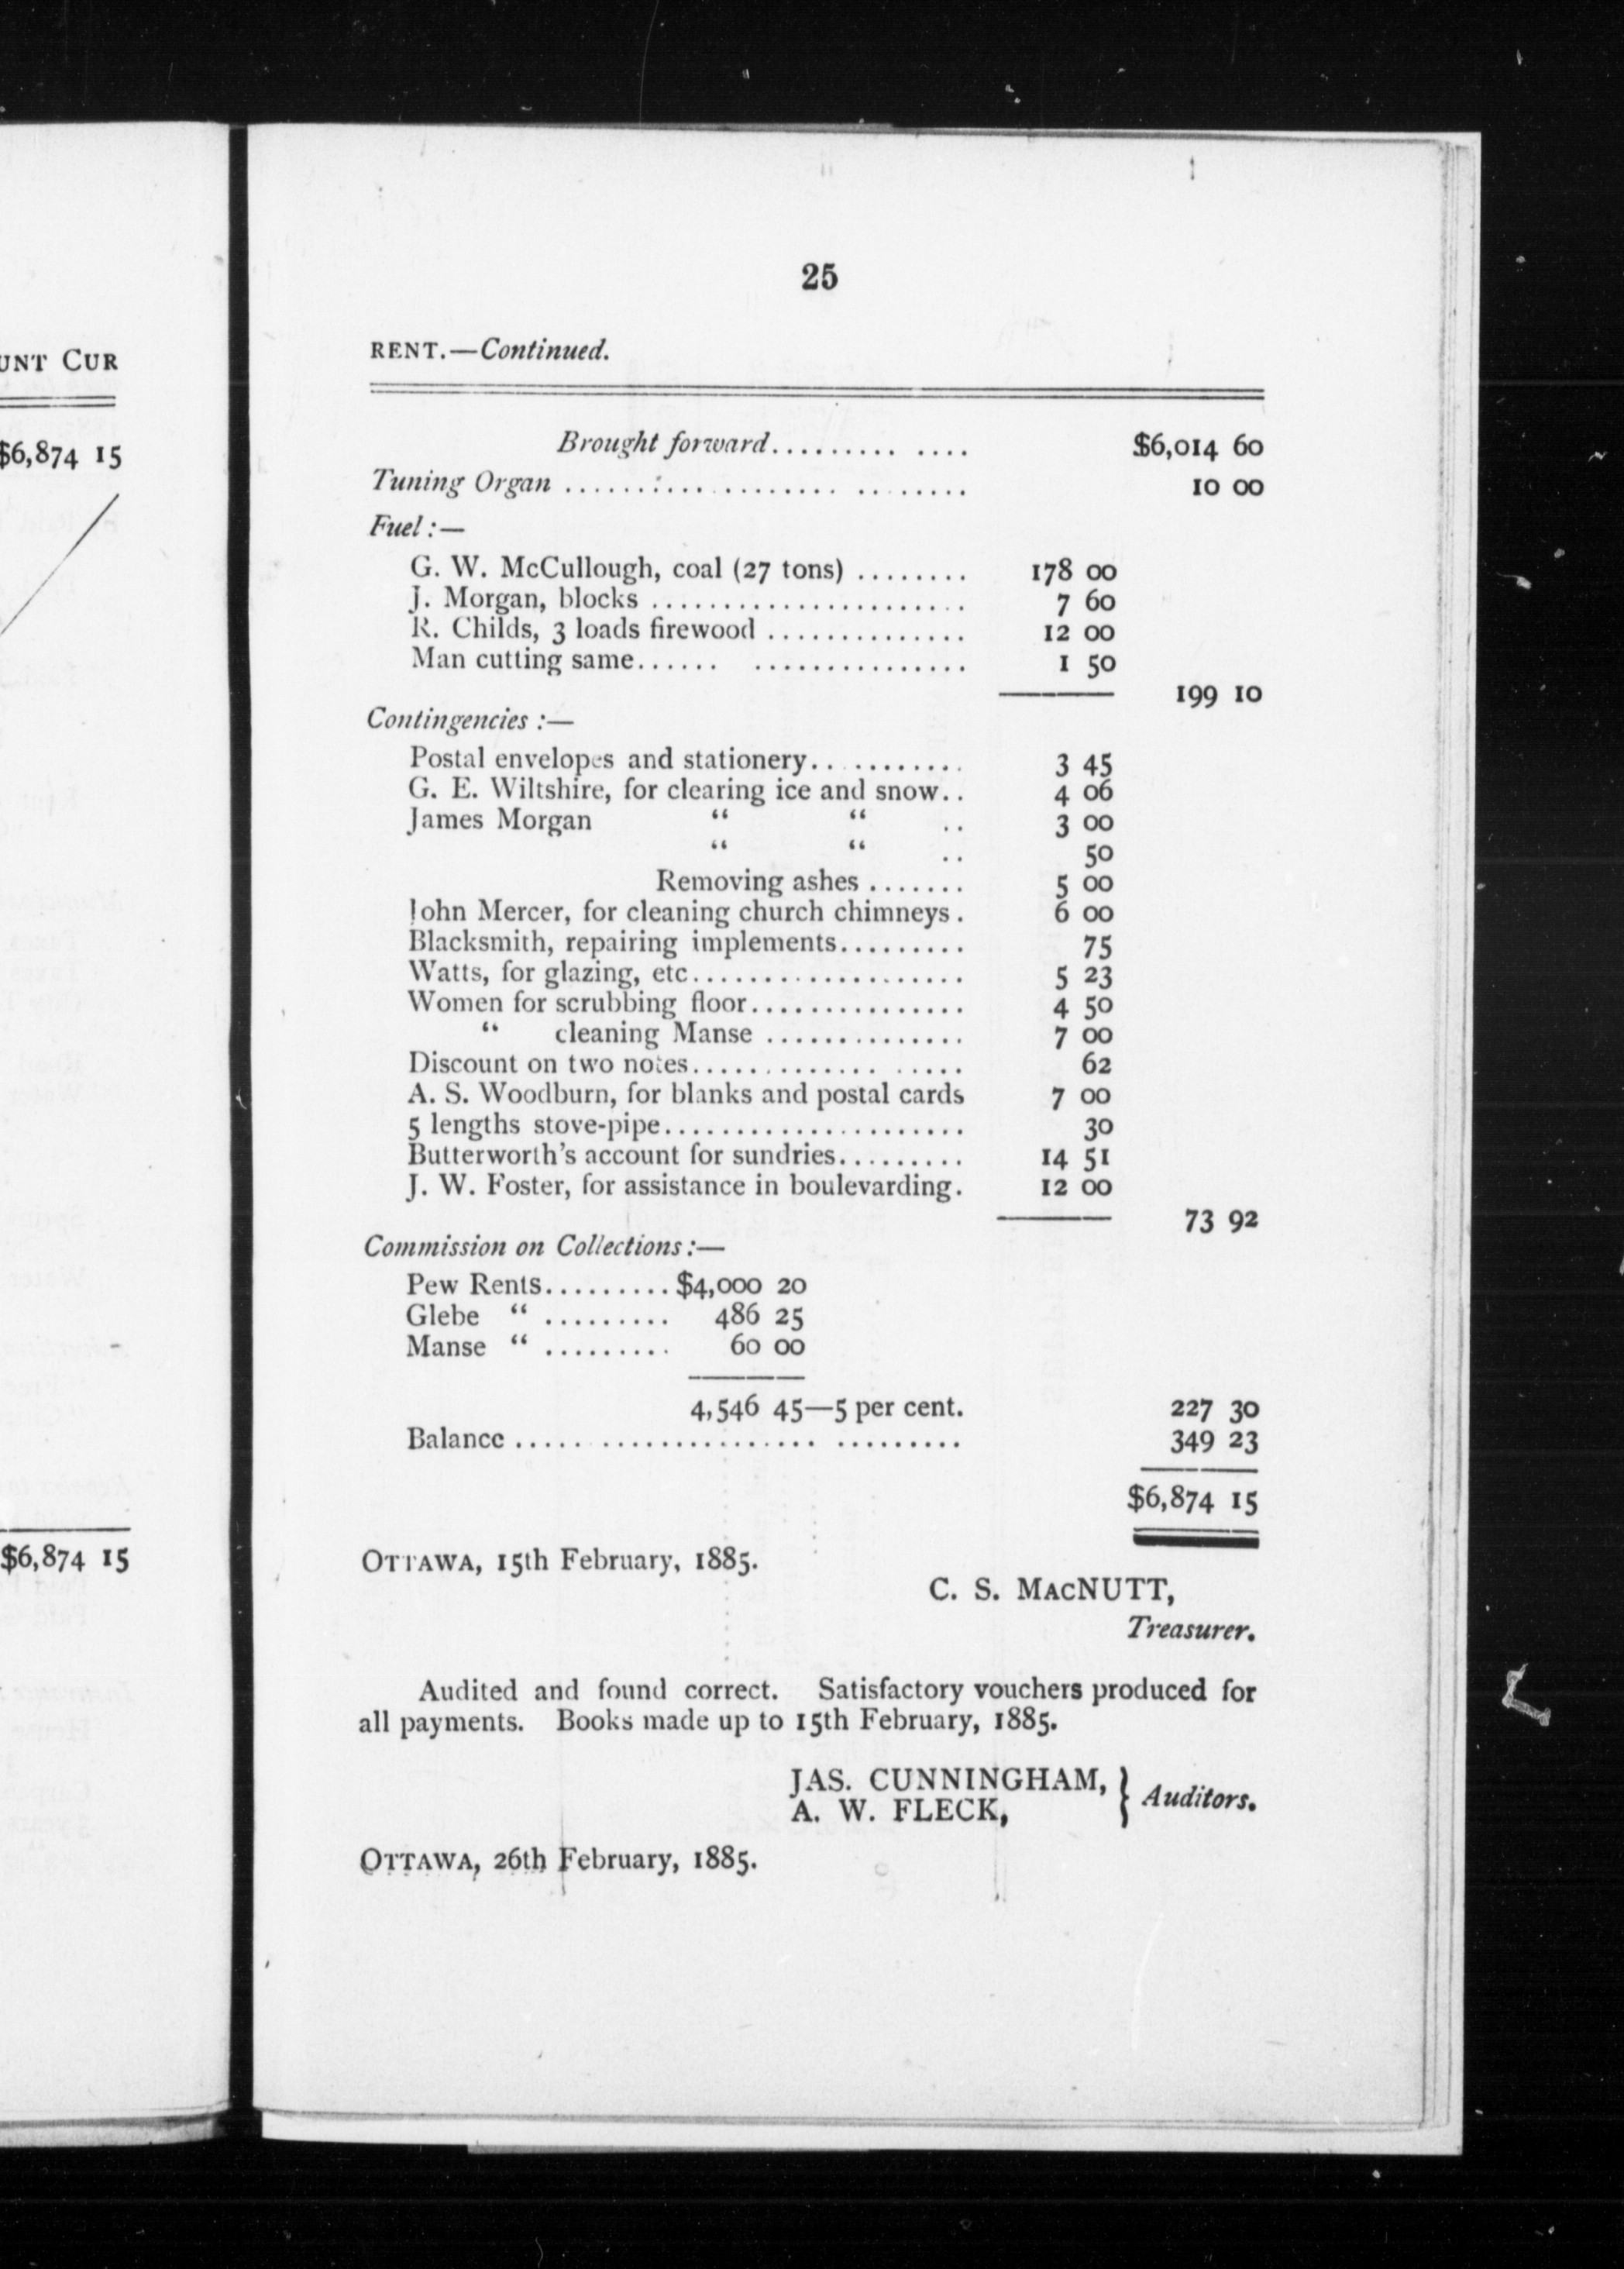 UNT CUR
$6,874 15
$6,874 15
25
RENT.—Continued.
Brought forward......... .... $6,014 60
Tuning Organ ............ ........ ........ 10 00
Fuel :—
G. W. McCullough, coal (27 tons) ........ 178 00
J. Morgan, blocks ...................... 7 60
R. Childs, 3 loads firewood .............. 12 00
Man cutting same...... ............... 1 50
199 10
Contingencies :—
Postal envelopes and stationery........... 3 45
G. E. Wiltshire, for clearing ice and snow.. 4 06
James Morgan “ “ .. 3 00
“ “ .. 50
Removing ashes ....... 5 00
John Mercer, for cleaning church chimneys. 6 00
Blacksmith, repairing implements......... 75
Watts, for glazing, etc................... 5 23
Women for scrubbing floor............... 4 50
“ cleaning Manse .............. 7 00
Discount on two notes............. ..... 62
A. S. Woodburn, for blanks and postal cards 7 00
5 lengths stove-pipe..................... 30
Butterworth's account for sundries......... 14 51
J. W. Foster, for assistance in boulevarding. 12 00
73 92
Commission on Collections:—
Pew Rents......... $4,000 20
Glebe “ ......... 486 25
Manse “ ......... 60 00
4,546 45—5 per cent. 227 30
Balance ..................... ......... 349 23
$6,874 15
OTTAWA, 15th February, 1885.
C. S. MACNUTT,
Treasurer.
Audited and found correct. Satisfactory vouchers produced for
all payments. Books made up to 15th February, 1885.
JAS. CUNNINGHAM,
A. W. FLECK, } Auditors.
OTTAWA, 26th February, 1885.